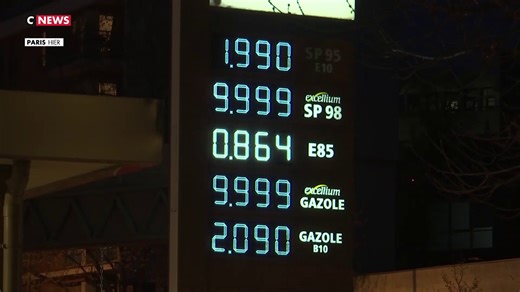 CNEWS
PARIS HIER
1.990 SP 95
E10
9.999 excellium
SP 98
0.864 E85
9.999 excellium
GAZOLE
2.090 GAZOLE
B10